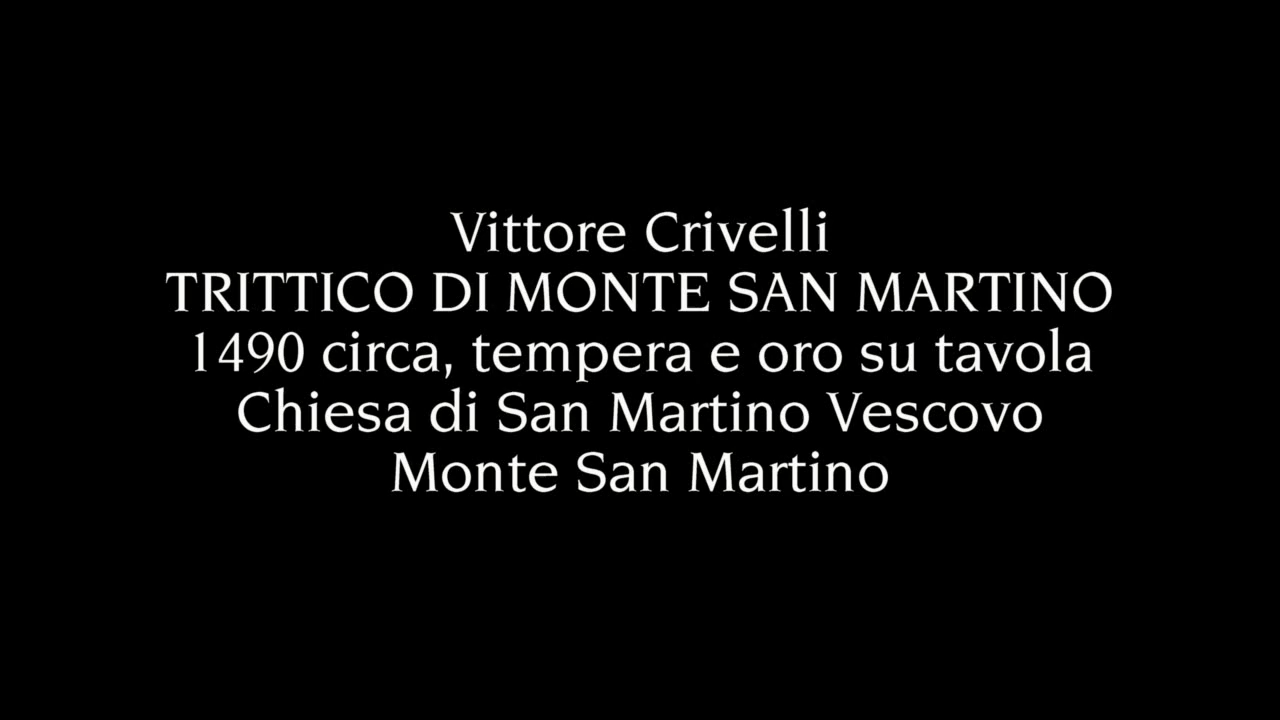 Vittore Crivelli
TRITTICO DI MONTE SAN MARTINO
1490 circa, tempera e oro su tavola
Chiesa di San Martino Vescovo
Monte San Martino